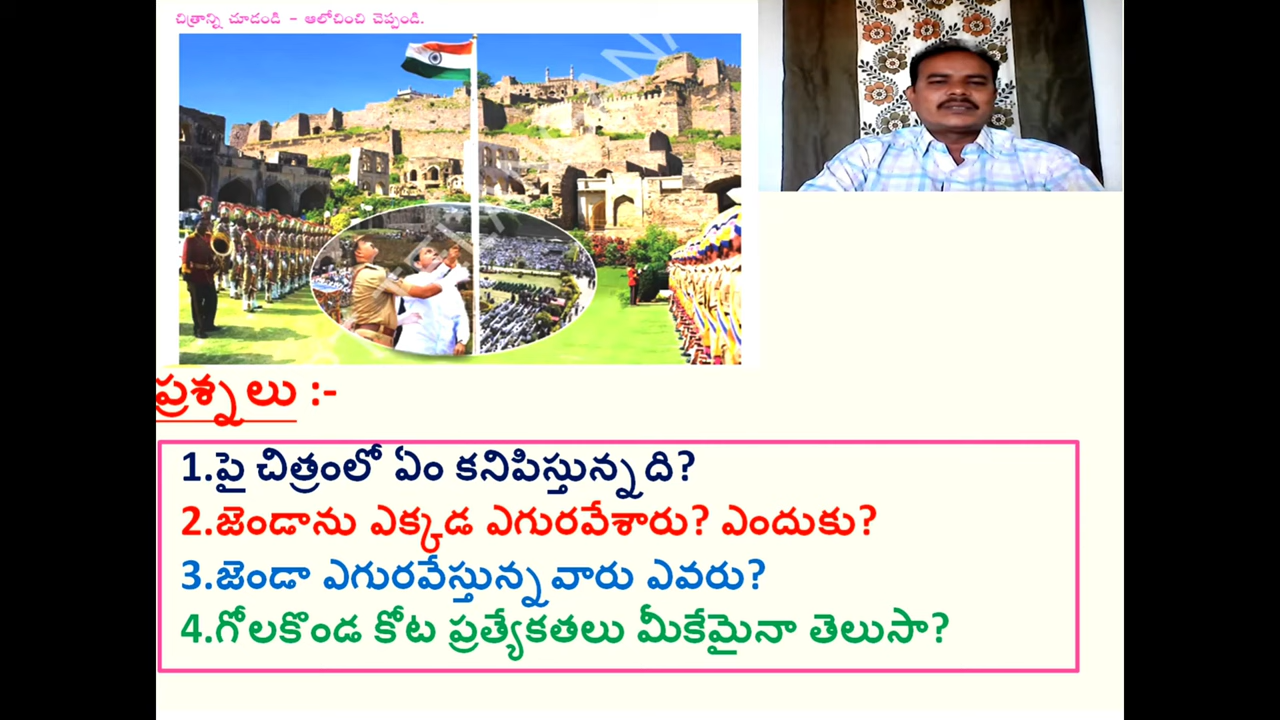 చిత్రాన్ని చూడండి - ఆలోచించి చెప్పండి.
ప్రశ్నలు :-
1.పై చిత్రంలో ఏం కనిపిస్తున్నది?
2.జెండాను ఎక్కడ ఎగురవేశారు? ఎందుకు?
3.జెండా ఎగురవేస్తున్న వారు ఎవరు?
4.గోలకొండ కోట ప్రత్యేకతలు మీకేమైనా తెలుసా?